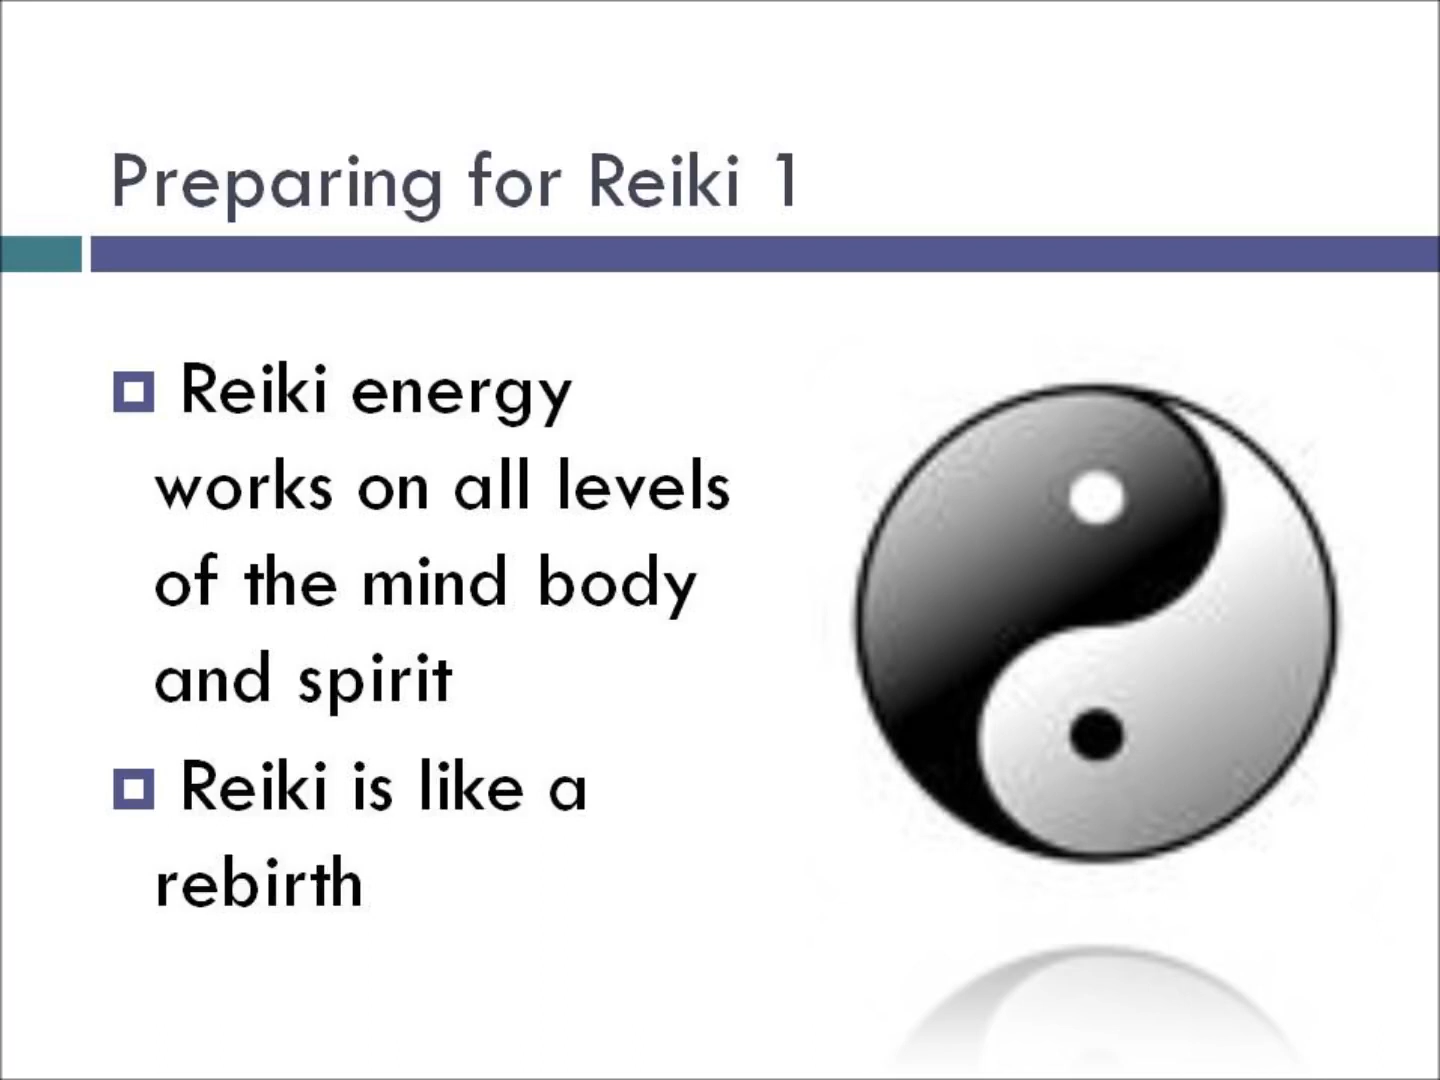 Preparing for Reiki 1
Reiki energy
works on all levels
of the mind body
and spirit
Reiki is like a
rebirth